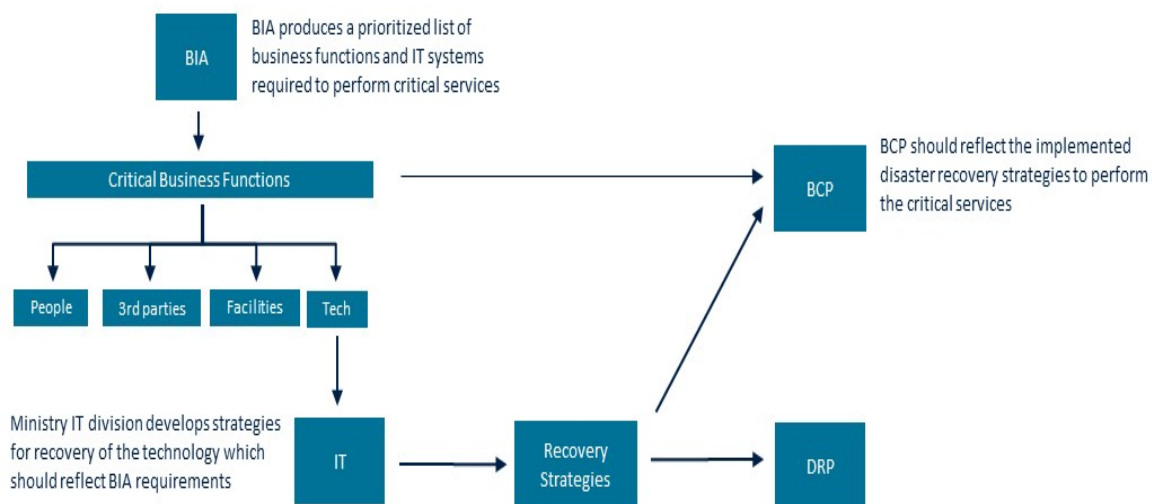 BIA
BIA produces a prioritized list of
business functions and IT systems
required to perform critical services
Critical Business Functions
BCP
BCP should reflect the implemented
disaster recovery strategies to perform
the critical services
People
3rd parties
Facilities
Tech
Ministry IT division develops strategies
for recovery of the technology which
should reflect BIA requirements
IT
Recovery
Strategies
DRP